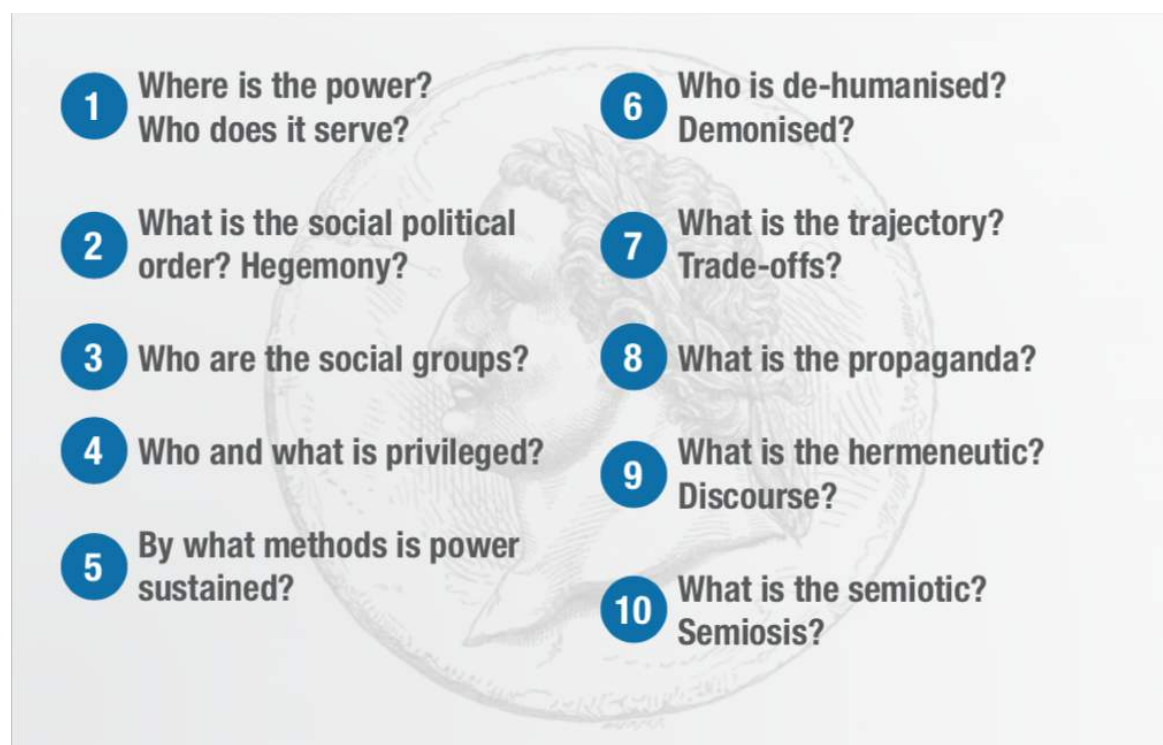 1
Where is the power?
Who does it serve?
2
What is the social political
order? Hegemony?
3
Who are the social groups?
4
Who and what is privileged?
5
By what methods is power
sustained?
6
Who is de-humanised?
Demonised?
7
What is the trajectory?
Trade-offs?
8
What is the propaganda?
9
What is the hermeneutic?
Discourse?
10
What is the semiotic?
Semiosis?